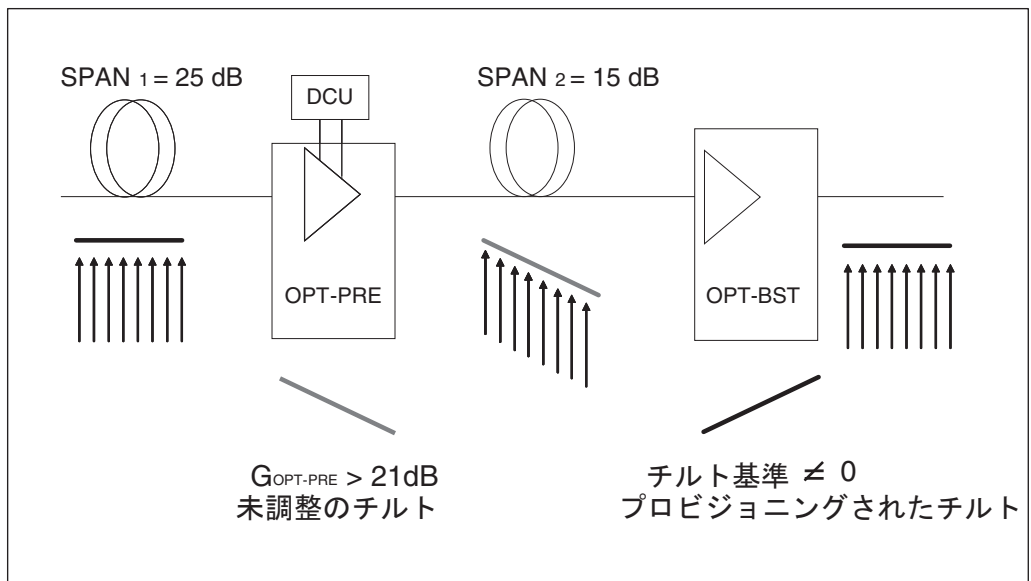 SPAN 1 = 25 dB
DCU
SPAN 2 = 15 dB
OPT-PRE
OPT-BST
GOPT-PRE > 21dB
未調整のチルト
チルト基準 ≠ 0
プロビジョニングされたチルト